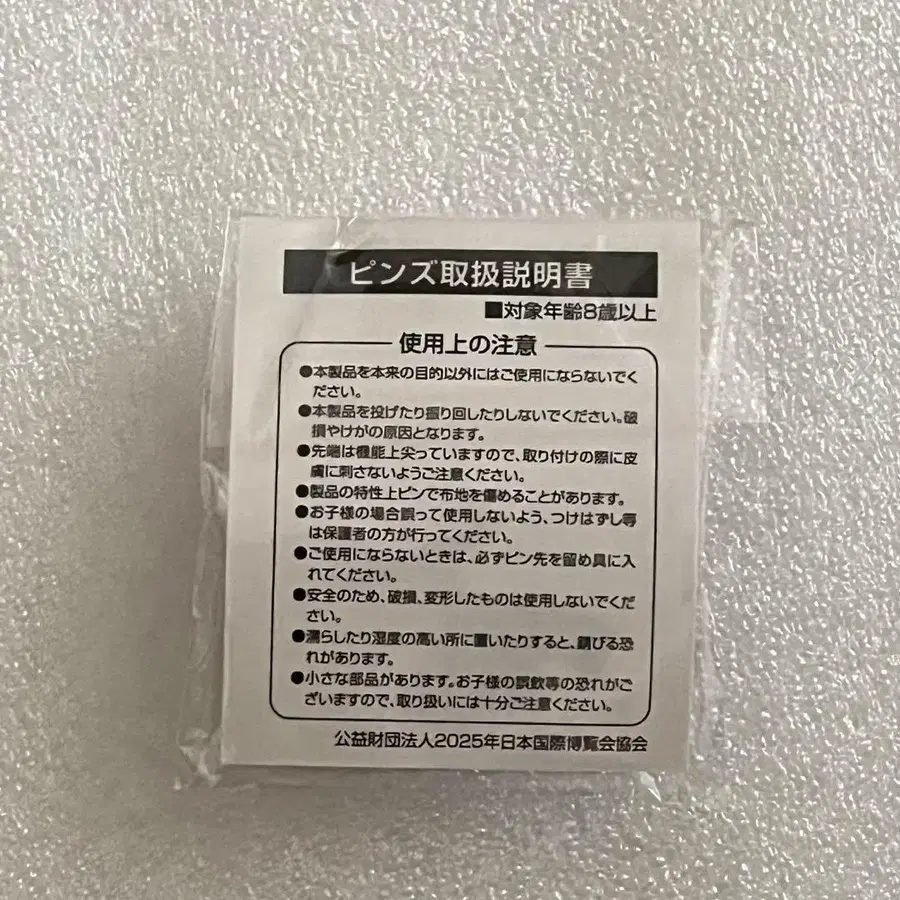 ピンズ取扱説明書
■対象年齢8歳以上
使用上の注意
●本製品を本来の目的以外にはご使用にならないでく
ださい。
●本製品を投げたり振り回したりしないでください。破
損やけがの原因となります。
●先端は機能上尖っていますので、取り付けの際に皮
膚に刺さないようご注意ください。
●製品の特性上ピンで布地を傷めることがあります。
●お子様の場合誤って使用しないよう、つけはずし等
は保護者の方が行ってください。
●ご使用にならないときは、必ずピン先を留め具に入
れてください。
●安全のため、破損、変形したものは使用しないでくだ
さい。
●濡らしたり湿度の高い所に置いたりすると、錆びる恐
れがあります。
●小さな部品があります。お子様の誤飲等の恐れがご
ざいますので、取り扱いには十分ご注意ください。
公益財団法人2025年日本国際博覧会協会